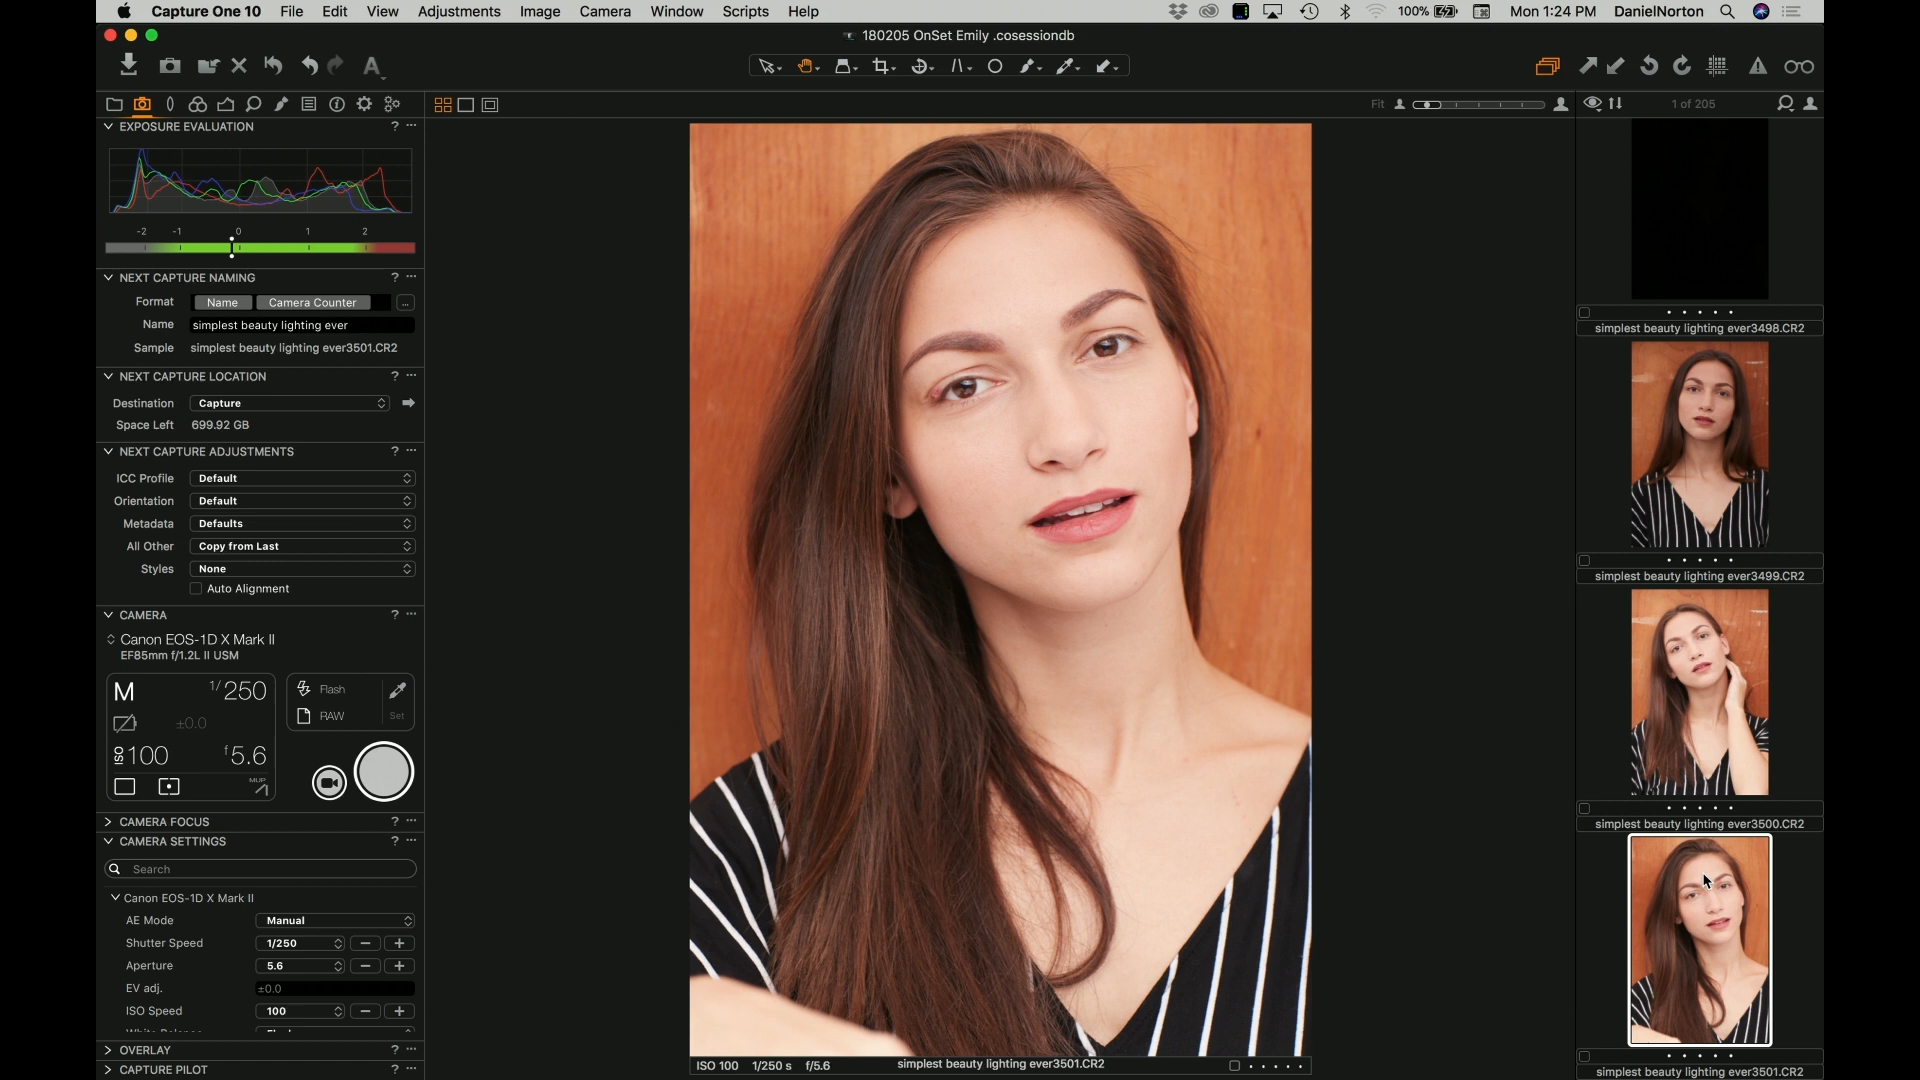 Capture One 10 File Edit View Adjustments Image Camera Window Scripts Help 100% Mon 1:24 PM DanielNorton
180205 OnSet Emily .cosessiondb
A
Fit 1 of 205
EXPOSURE EVALUATION ? ...
-2 -1 0 1 2
NEXT CAPTURE NAMING ? ...
Format Name Camera Counter ...
Name simplest beauty lighting ever
Sample simplest beauty lighting ever3501.CR2
NEXT CAPTURE LOCATION ? ...
Destination Capture
Space Left 699.92 GB
NEXT CAPTURE ADJUSTMENTS ? ...
ICC Profile Default
Orientation Default
Metadata Defaults
All Other Copy from Last
Styles None
Auto Alignment
CAMERA ? ...
Canon EOS-1D X Mark II
EF85mm f/1.2L II USM
M 1/250 Flash
±0.0 RAW Set
ISO 100 f5.6
MUP
CAMERA FOCUS ? ...
CAMERA SETTINGS ? ...
Search
Canon EOS-1D X Mark II
AE Mode Manual
Shutter Speed 1/250 − +
Aperture 5.6 − +
EV adj. ±0.0
ISO Speed 100 − +
OVERLAY ? ...
CAPTURE PILOT ? ...
ISO 100 1/250 s f/5.6 simplest beauty lighting ever3501.CR2
simplest beauty lighting ever3498.CR2
simplest beauty lighting ever3499.CR2
simplest beauty lighting ever3500.CR2
simplest beauty lighting ever3501.CR2